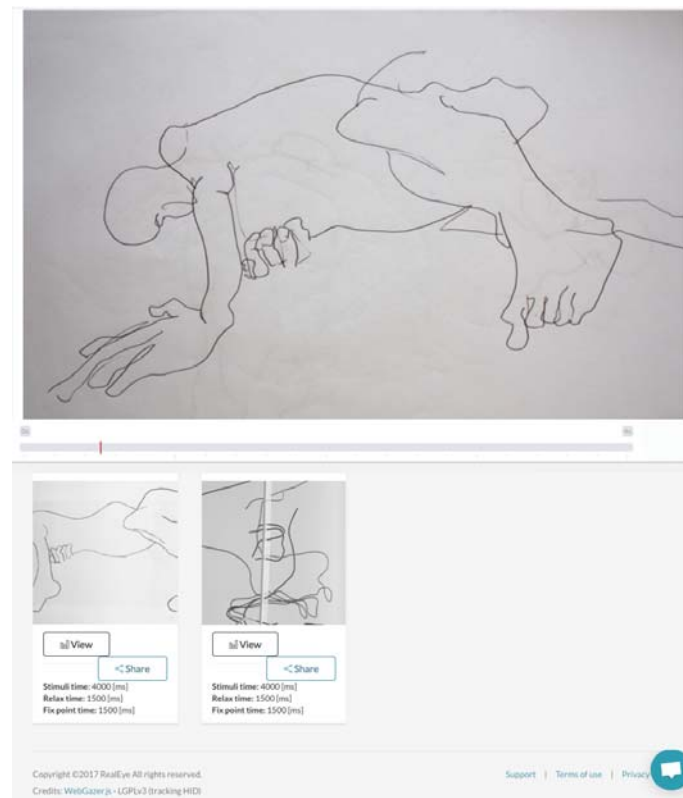 View
Share
Stimuli time: 4000 [ms]
Relax time: 1500 [ms]
Fix point time: 1500 [ms]
View
Share
Stimuli time: 4000 [ms]
Relax time: 1500 [ms]
Fix point time: 1500 [ms]
Copyright ©2017 RealEye All rights reserved.
Support | Terms of use | Privacy
Credits: WebGazer.js - LGPLv3 (tracking HID)